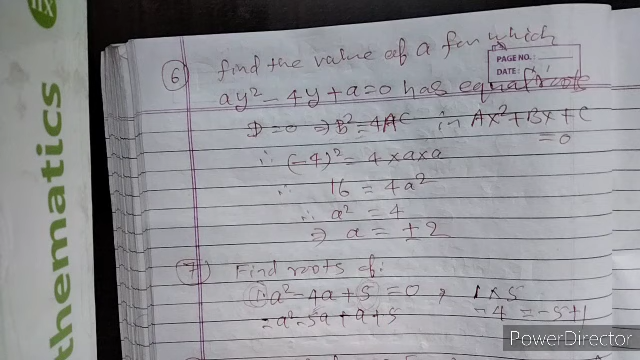 thematics
PAGE NO.:
DATE:
6) find the value of a for which
ay² - 4y + a = 0 has equal roots
D = 0 ⇒ B² = 4AC in Ax² + Bx + C = 0
∴ (-4)² = 4 × a × a
∴ 16 = 4a²
∴ a² = 4
⇒ a = ±2
7) Find roots of:
① a² - 4a + 5 = 0, 1 × 5
= a² - 5a + a + 5 -4 = -5 + 1
PowerDirector